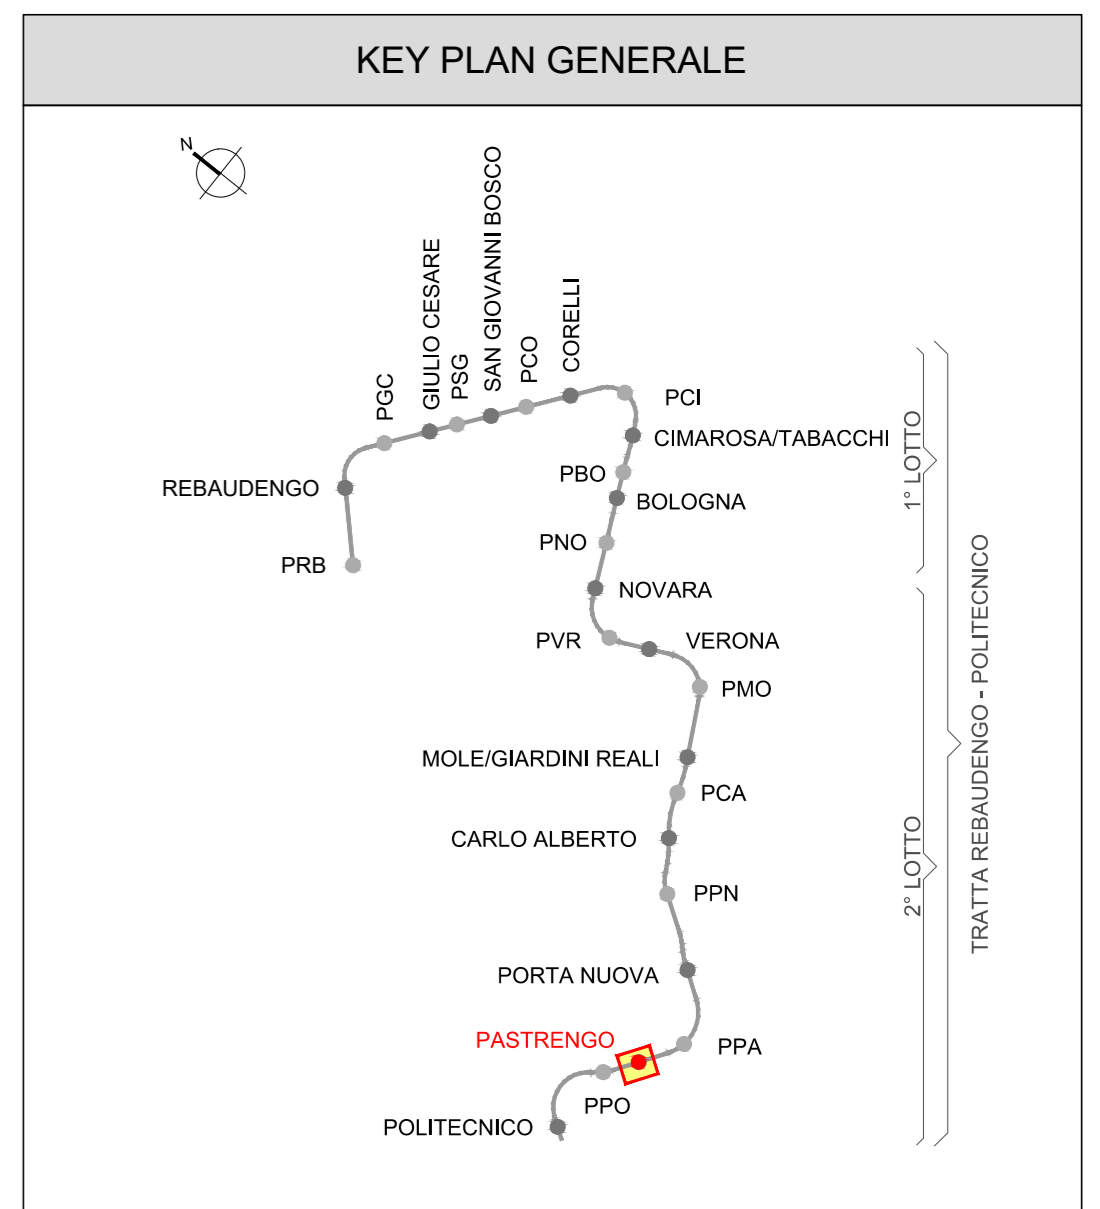 KEY PLAN GENERALE
N
PGC
GIULIO CESARE
PSG
SAN GIOVANNI BOSCO
PCO
CORELLI
PCI
CIMAROSA/TABACCHI
PBO
REBAUDENGO
BOLOGNA
PNO
PRB
NOVARA
PVR
VERONA
PMO
MOLE/GIARDINI REALI
PCA
CARLO ALBERTO
PPN
PORTA NUOVA
PASTRENGO
PPA
PPO
POLITECNICO
1° LOTTO
2° LOTTO
TRATTA REBAUDENGO - POLITECNICO